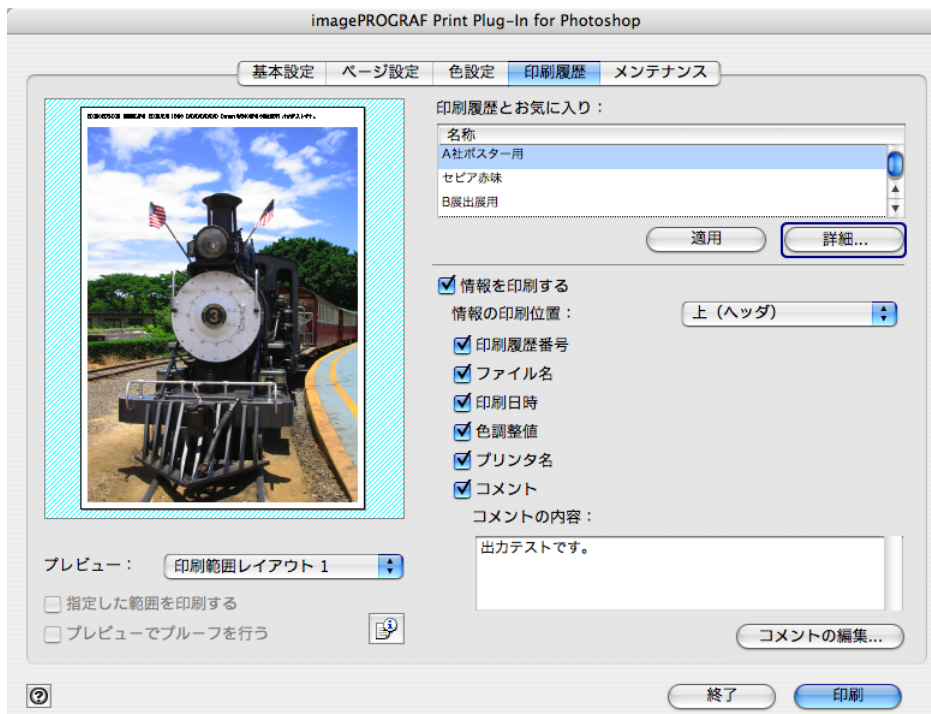 imagePROGRAF Print Plug-In for Photoshop
基本設定 ページ設定 色設定 印刷履歴 メンテナンス
印刷履歴とお気に入り：
名称
A社ポスター用
セピア赤味
B展出展用
適用 詳細...
情報を印刷する
情報の印刷位置： 上（ヘッダ）
印刷履歴番号
ファイル名
印刷日時
色調整値
プリンタ名
コメント
コメントの内容：
出力テストです。
コメントの編集...
3
プレビュー： 印刷範囲レイアウト 1
指定した範囲を印刷する
プレビューでプルーフを行う
?
終了 印刷